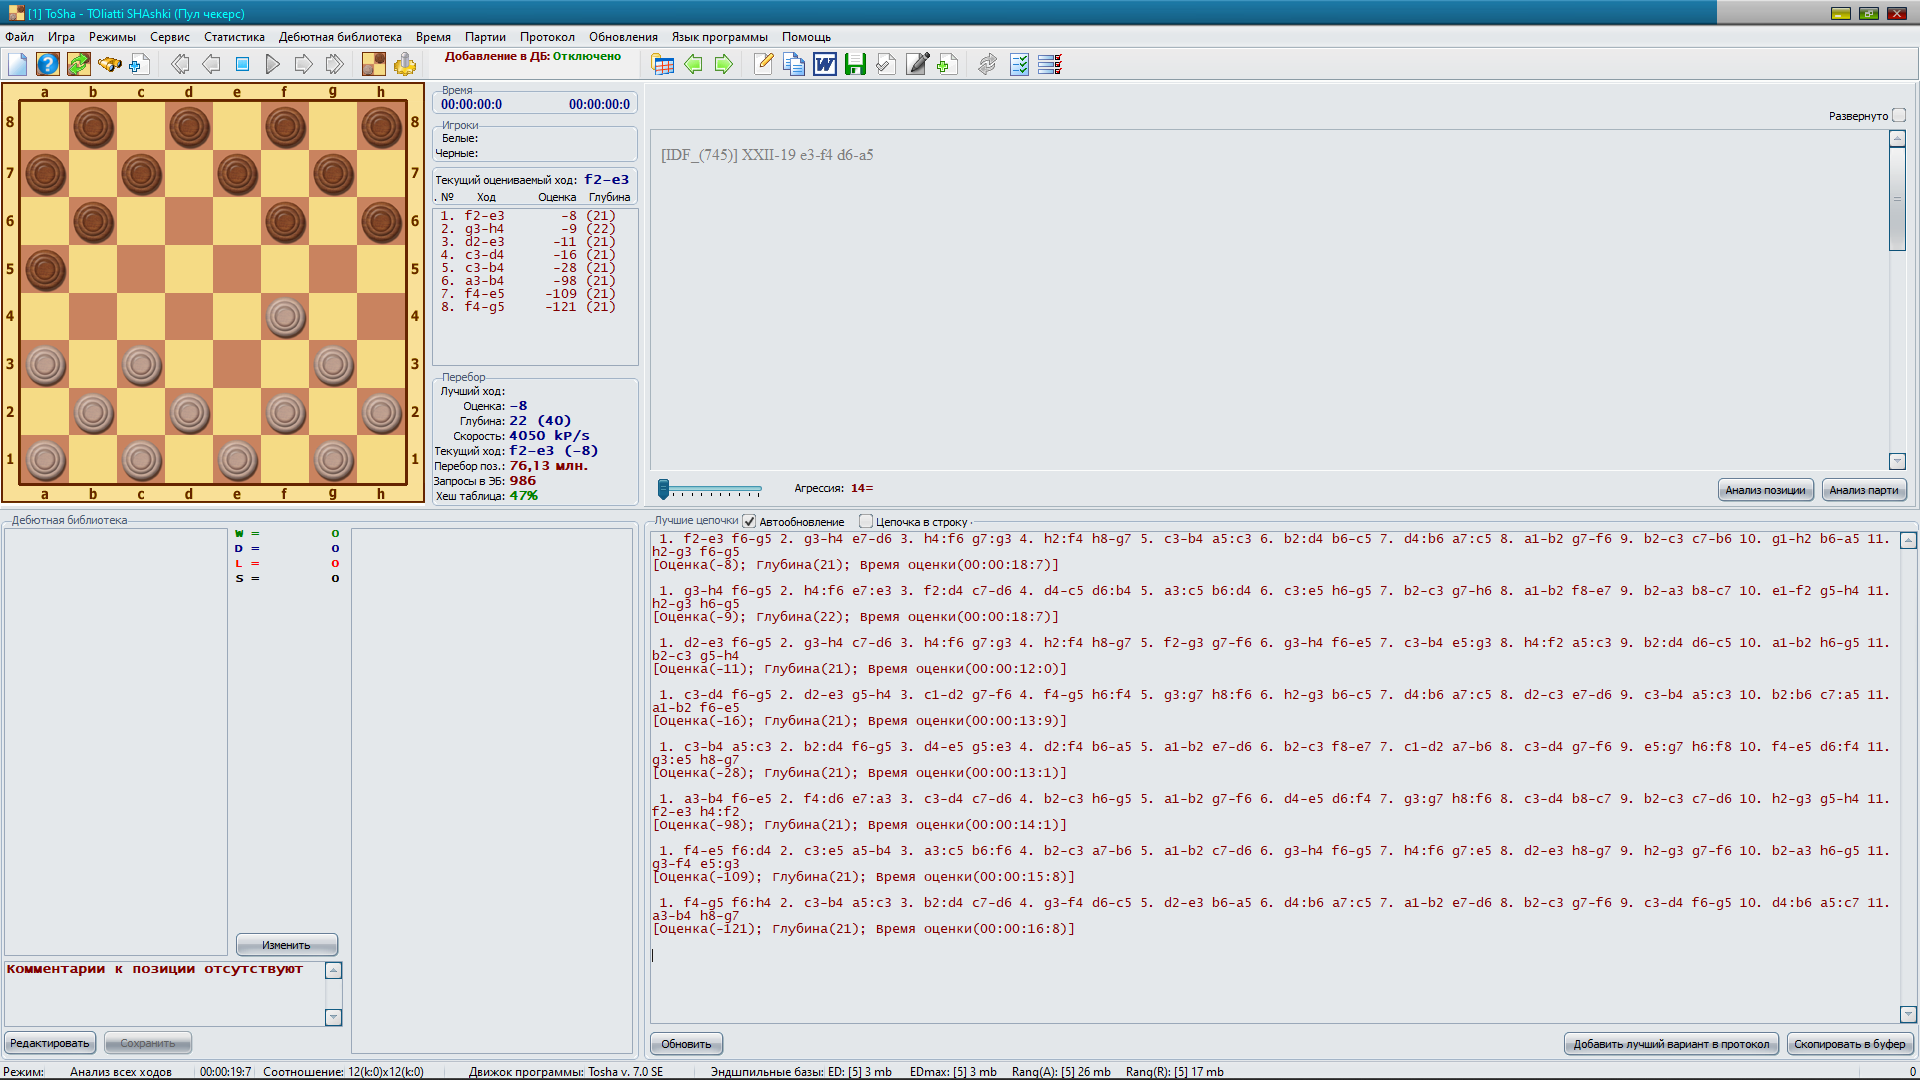 [1] ToSha - TOliatti SHAshki (Пул чекерс)
Файл Игра Режимы Сервис Статистика Дебютная библиотека Время Партии Протокол Обновления Язык программы Помощь
Добавление в ДБ: Отключено
a b c d e f g h
8 8
7 7
6 6
5 5
4 4
3 3
2 2
1 1
a b c d e f g h
Время
00:00:00:0 00:00:00:0
Игроки
Белые:
Черные:
Текущий оцениваемый ход: f2-e3
. № Ход Оценка Глубина
1. f2-e3 -8 (21)
2. g3-h4 -9 (22)
3. d2-e3 -11 (21)
4. c3-d4 -16 (21)
5. c3-b4 -28 (21)
6. a3-b4 -98 (21)
7. f4-e5 -109 (21)
8. f4-g5 -121 (21)
Перебор
Лучший ход:
Оценка: -8
Глубина: 22 (40)
Скорость: 4050 kP/s
Текущий ход: f2-e3 (-8)
Перебор поз.: 76,13 млн.
Запросы в ЭБ: 986
Хеш таблица: 47%
Развернуто
[IDF_(745)] XXII-19 e3-f4 d6-a5
Агрессия: 14=
Анализ позиции Анализ парти
Дебютная библиотека
W = 0
D = 0
L = 0
S = 0
Изменить
Комментарии к позиции отсутствуют
Редактировать Сохранить
Лучшие цепочки Автообновление Цепочка в строку
1. f2-e3 f6-g5 2. g3-h4 e7-d6 3. h4:f6 g7:g3 4. h2:f4 h8-g7 5. c3-b4 a5:c3 6. b2:d4 b6-c5 7. d4:b6 a7:c5 8. a1-b2 g7-f6 9. b2-c3 c7-b6 10. g1-h2 b6-a5 11.
h2-g3 f6-g5
[Оценка(-8); Глубина(21); Время оценки(00:00:18:7)]
1. g3-h4 f6-g5 2. h4:f6 e7:e3 3. f2:d4 c7-d6 4. d4-c5 d6:b4 5. a3:c5 b6:d4 6. c3:e5 h6-g5 7. b2-c3 g7-h6 8. a1-b2 f8-e7 9. b2-a3 b8-c7 10. e1-f2 g5-h4 11.
h2-g3 h6-g5
[Оценка(-9); Глубина(22); Время оценки(00:00:18:7)]
1. d2-e3 f6-g5 2. g3-h4 c7-d6 3. h4:f6 g7:g3 4. h2:f4 h8-g7 5. f2-g3 g7-f6 6. g3-h4 f6-e5 7. c3-b4 e5:g3 8. h4:f2 a5:c3 9. b2:d4 d6-c5 10. a1-b2 h6-g5 11.
b2-c3 g5-h4
[Оценка(-11); Глубина(21); Время оценки(00:00:12:0)]
1. c3-d4 f6-g5 2. d2-e3 g5-h4 3. c1-d2 g7-f6 4. f4-g5 h6:f4 5. g3:g7 h8:f6 6. h2-g3 b6-c5 7. d4:b6 a7:c5 8. d2-c3 e7-d6 9. c3-b4 a5:c3 10. b2:b6 c7:a5 11.
a1-b2 f6-e5
[Оценка(-16); Глубина(21); Время оценки(00:00:13:9)]
1. c3-b4 a5:c3 2. b2:d4 f6-g5 3. d4-e5 g5:e3 4. d2:f4 b6-a5 5. a1-b2 e7-d6 6. b2-c3 f8-e7 7. c1-d2 a7-b6 8. c3-d4 g7-f6 9. e5:g7 h6:f8 10. f4-e5 d6:f4 11.
g3:e5 h8-g7
[Оценка(-28); Глубина(21); Время оценки(00:00:13:1)]
1. a3-b4 f6-e5 2. f4:d6 e7:a3 3. c3-d4 c7-d6 4. b2-c3 h6-g5 5. a1-b2 g7-f6 6. d4-e5 d6:f4 7. g3:g7 h8:f6 8. c3-d4 b8-c7 9. b2-c3 c7-d6 10. h2-g3 g5-h4 11.
f2-e3 h4:f2
[Оценка(-98); Глубина(21); Время оценки(00:00:14:1)]
1. f4-e5 f6:d4 2. c3:e5 a5-b4 3. a3:c5 b6:f6 4. b2-c3 a7-b6 5. a1-b2 c7-d6 6. g3-h4 f6-g5 7. h4:f6 g7:e5 8. d2-e3 h8-g7 9. h2-g3 g7-f6 10. b2-a3 h6-g5 11.
g3-f4 e5:g3
[Оценка(-109); Глубина(21); Время оценки(00:00:15:8)]
1. f4-g5 f6:h4 2. c3-b4 a5:c3 3. b2:d4 c7-d6 4. g3-f4 d6-c5 5. d2-e3 b6-a5 6. d4:b6 a7:c5 7. a1-b2 e7-d6 8. b2-c3 g7-f6 9. c3-d4 f6-g5 10. d4:b6 a5:c7 11.
a3-b4 h8-g7
[Оценка(-121); Глубина(21); Время оценки(00:00:16:8)]
Обновить Добавить лучший вариант в протокол Скопировать в буфер
Режим: Анализ всех ходов 00:00:19:7 Соотношение: 12(k:0)x12(k:0) Движок программы: Tosha v. 7.0 SE Эндшпильные базы: ED: [5] 3 mb EDmax: [5] 3 mb Rang(A): [5] 26 mb Rang(R): [5] 17 mb 0